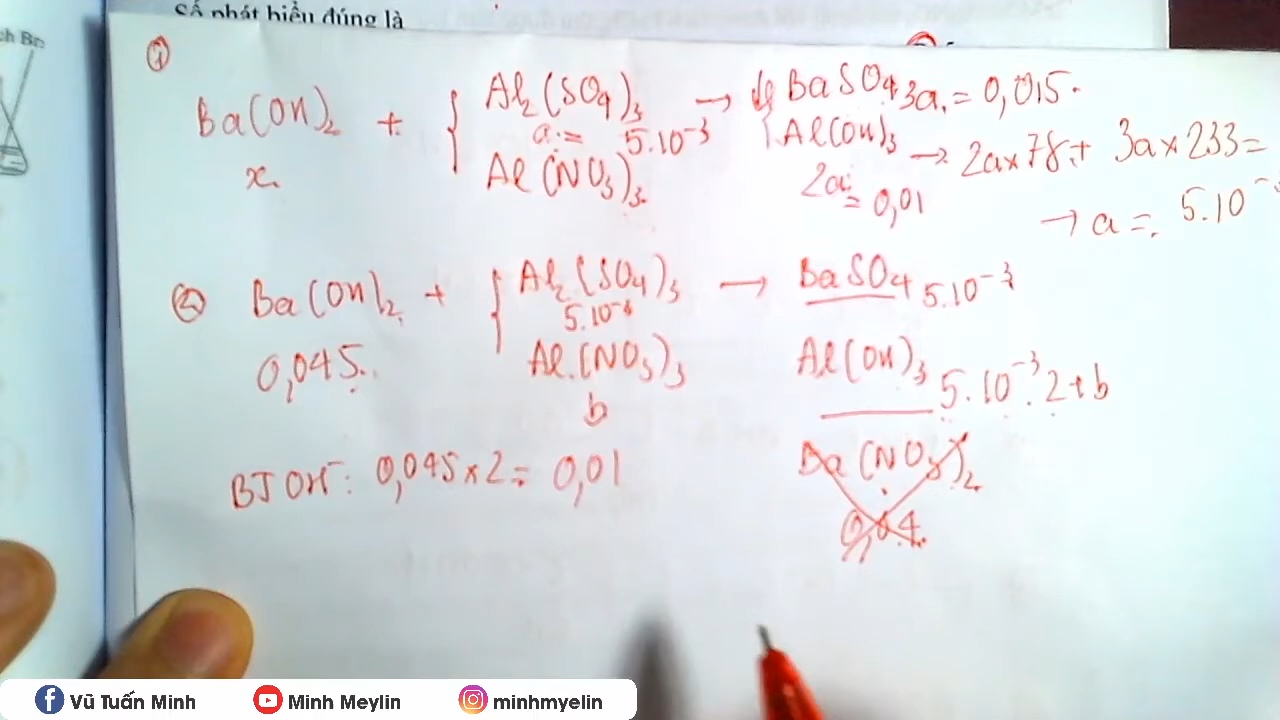 Số phát biểu đúng là
ch Br₂
①
Ba(OH)₂ + { Al₂(SO₄)₃ → BaSO₄ 3a = 0,015.
x. a = 5.10⁻³ Al(OH)₃ → 2a×78 + 3a×233 =
Al(NO₃)₃. 2a = 0,01
→ a = 5.10⁻³
② Ba(OH)₂ + { Al₂(SO₄)₃ → BaSO₄ 5.10⁻³
5.10⁻³
0,045. Al(NO₃)₃ Al(OH)₃ 5.10⁻³.2+b
b
Ba(NO₃)₂
BT OH⁻: 0,045×2 = 0,01
0,04.
Vũ Tuấn Minh Minh Meylin minhmyelin